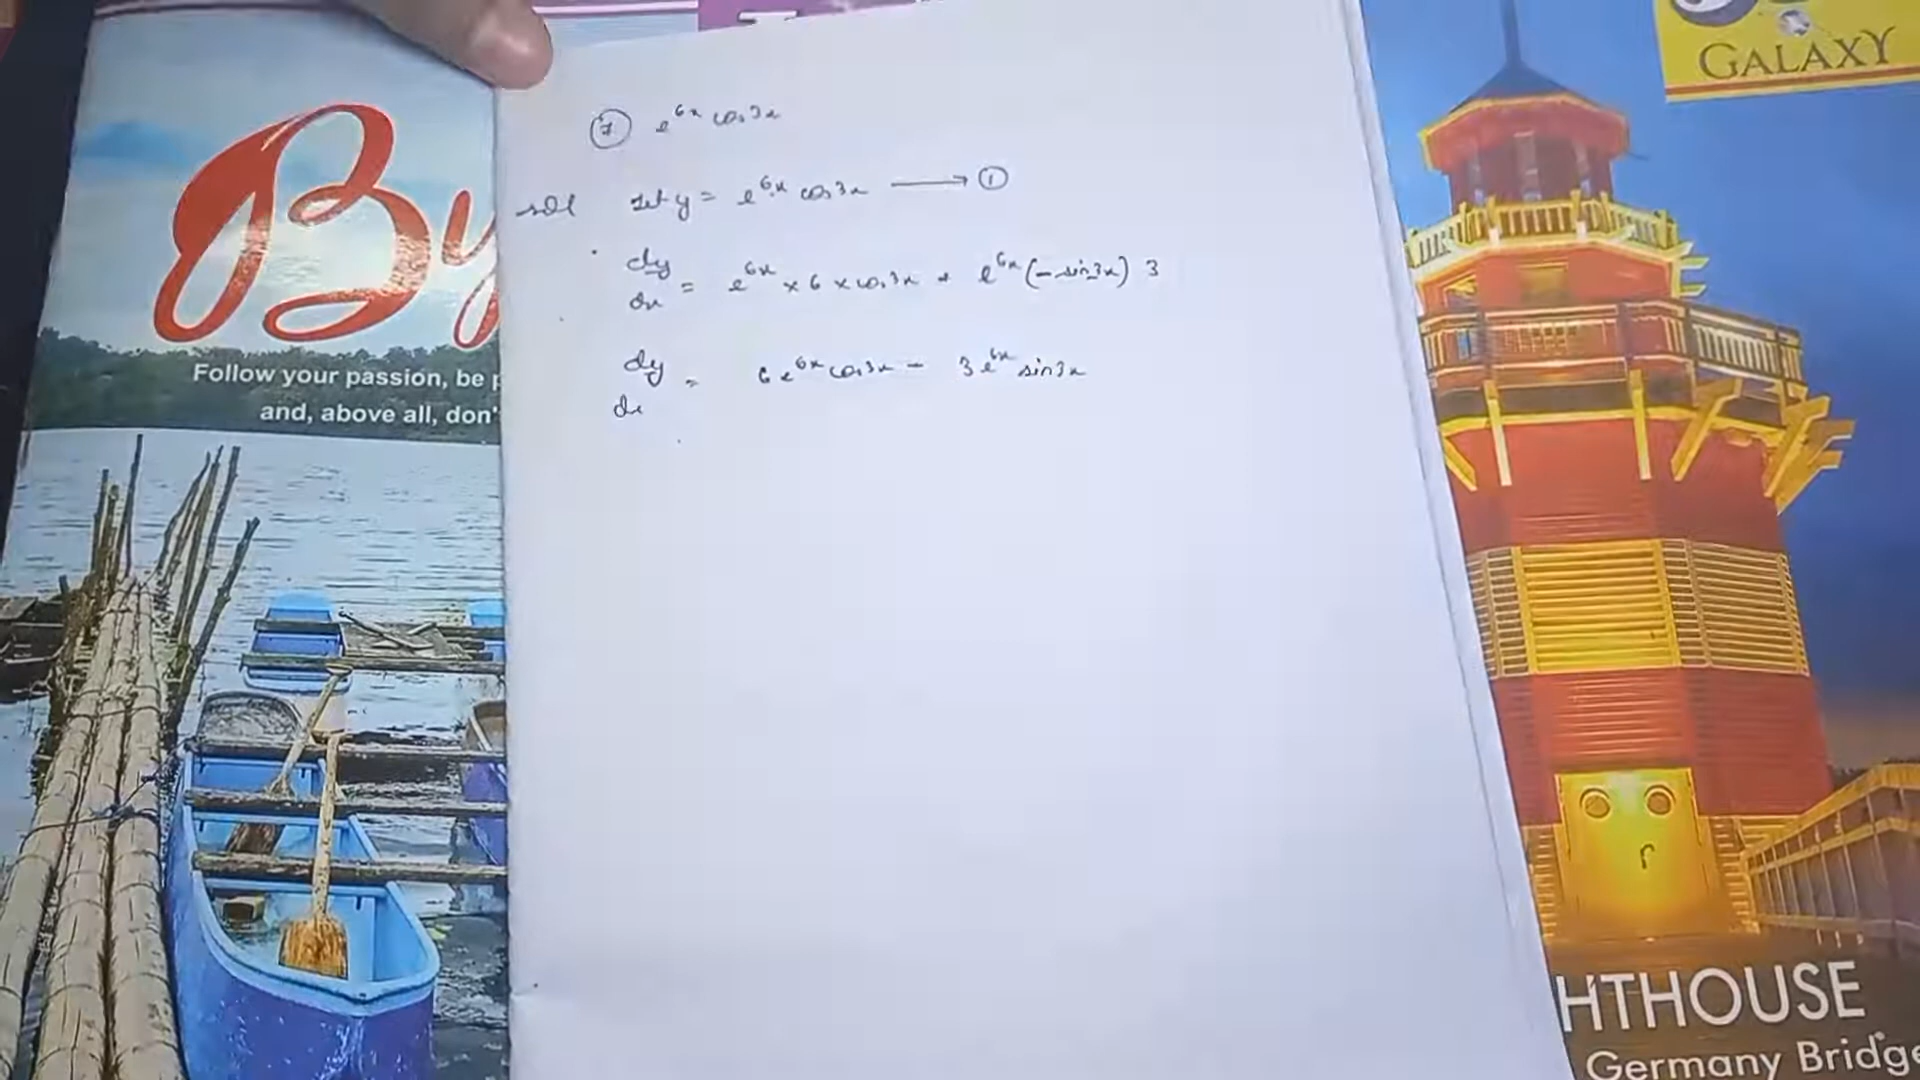 GALAXY
By
Follow your passion, be p
and, above all, don'
⑦ e^{6x} cos3x
sol let y = e^{6x} cos3x ⟶ ①
dy/dx = e^{6x} × 6 × cos3x + e^{6x} (-sin3x) 3
dy/dx = 6e^{6x} cos3x - 3e^{6x} sin3x
HTHOUSE
Germany Bridge